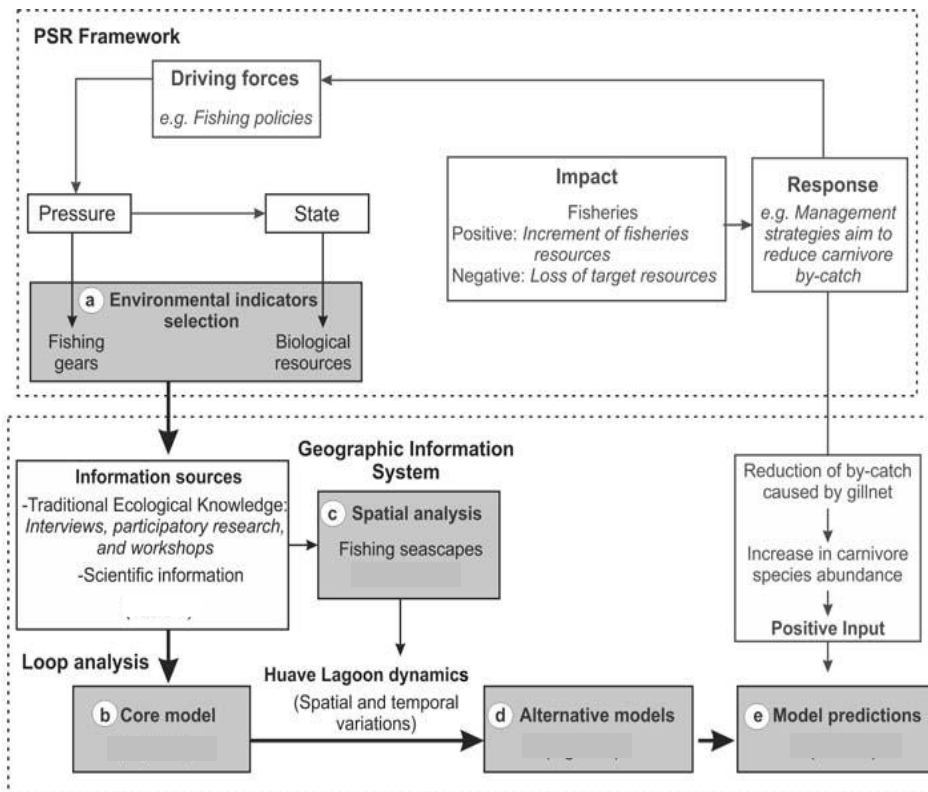 PSR Framework
Driving forces
e.g. Fishing policies
Impact
Fisheries
Positive: Increment of fisheries
resources
Negative: Loss of target resources
Response
e.g. Management
strategies aim to
reduce carnivore
by-catch
Pressure
State
a Environmental indicators
selection
Fishing
gears
Biological
resources
Information sources
-Traditional Ecological Knowledge:
Interviews, participatory research,
and workshops
-Scientific information
Geographic Information
System
c Spatial analysis
Fishing seascapes
Reduction of by-catch
caused by gillnet
Increase in carnivore
species abundance
Positive Input
Loop analysis
Huave Lagoon dynamics
(Spatial and temporal
variations)
b Core model
d Alternative models
e Model predictions